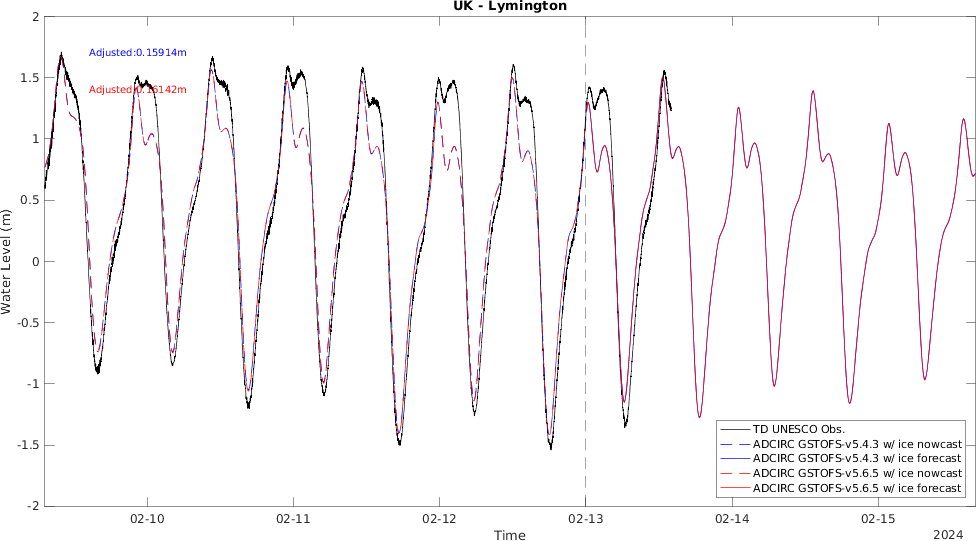 UK - Lymington
Adjusted:0.15914m
Adjusted:0.16142m
Water Level (m)
2
1.5
1
0.5
0
-0.5
-1
-1.5
-2
TD UNESCO Obs.
ADCIRC GSTOFS-v5.4.3 w/ ice nowcast
ADCIRC GSTOFS-v5.4.3 w/ ice forecast
ADCIRC GSTOFS-v5.6.5 w/ ice nowcast
ADCIRC GSTOFS-v5.6.5 w/ ice forecast
02-10 02-11 02-12 02-13 02-14 02-15
Time
2024